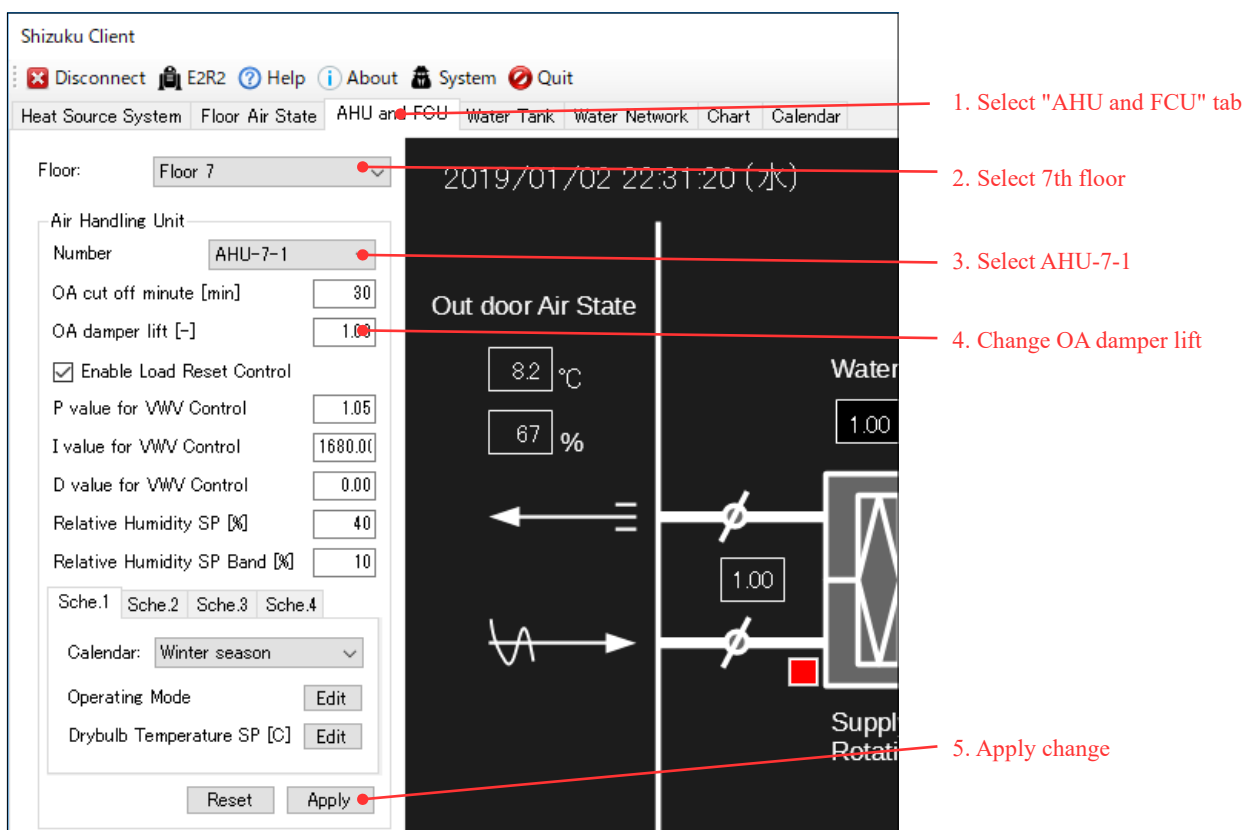 Shizuku Client
Disconnect E2R2 Help About System Quit
Heat Source System Floor Air State AHU and FCU Water Tank Water Network Chart Calendar
1. Select "AHU and FCU" tab
Floor: Floor 7
2019/01/02 22:31:20 (水)
2. Select 7th floor
Air Handling Unit
Number AHU-7-1
3. Select AHU-7-1
OA cut off minute [min] 30
Out door Air State
OA damper lift [-] 1.00
4. Change OA damper lift
Enable Load Reset Control
8.2 °C
Water
P value for VWV Control 1.05
1.00
67 %
I value for VWV Control 1680.0
D value for VWV Control 0.00
Relative Humidity SP [%] 40
Relative Humidity SP Band [%] 10
1.00
Sche.1 Sche.2 Sche.3 Sche.4
Calendar: Winter season
Operating Mode Edit
Drybulb Temperature SP [C] Edit
Supply
Rotati
5. Apply change
Reset Apply